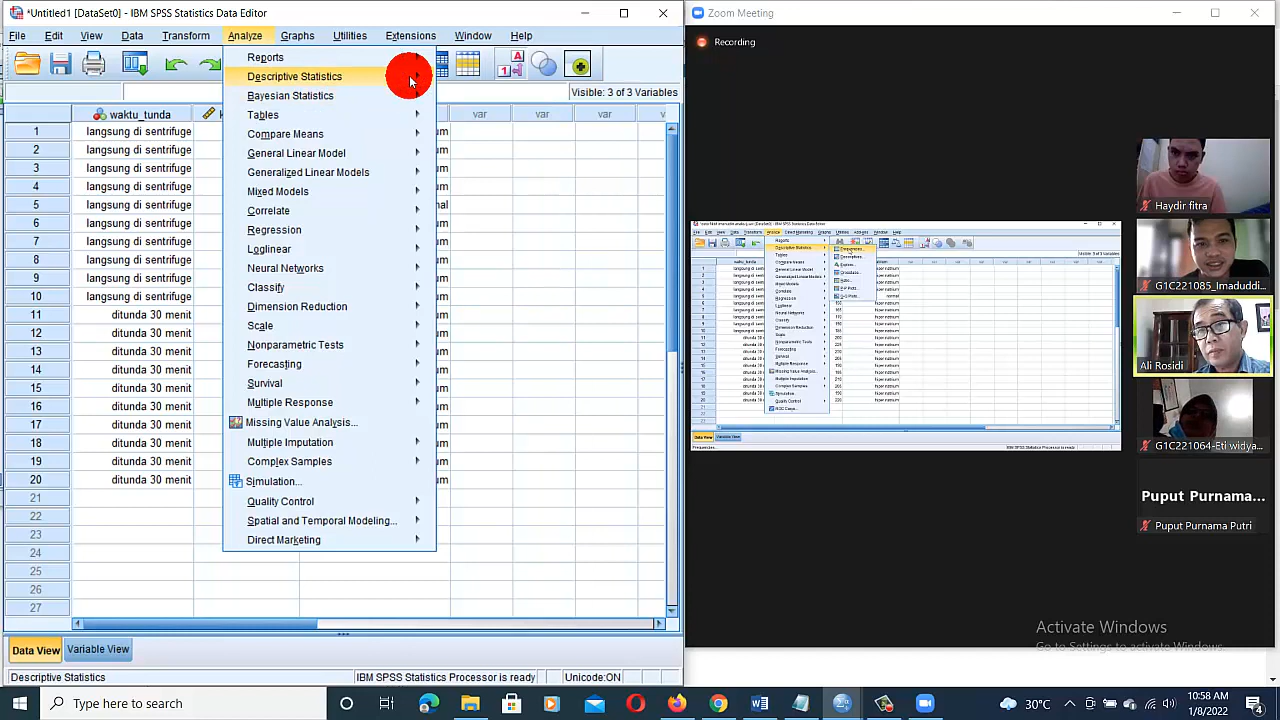 *Untitled1 [DataSet0] - IBM SPSS Statistics Data Editor
File Edit View Data Transform Analyze Graphs Utilities Extensions Window Help
Visible: 3 of 3 Variables
waktu_tunda
var var var
1 langsung di sentrifuge
2 langsung di sentrifuge
3 langsung di sentrifuge
4 langsung di sentrifuge
5 langsung di sentrifuge
6 langsung di sentrifuge
7 langsung di sentrifuge
8 langsung di sentrifuge
9 langsung di sentrifuge
10 langsung di sentrifuge
11 ditunda 30 menit
12 ditunda 30 menit
13 ditunda 30 menit
14 ditunda 30 menit
15 ditunda 30 menit
16 ditunda 30 menit
17 ditunda 30 menit
18 ditunda 30 menit
19 ditunda 30 menit
20 ditunda 30 menit
21
22
23
24
25
26
27
Reports
Descriptive Statistics
Bayesian Statistics
Tables
Compare Means
General Linear Model
Generalized Linear Models
Mixed Models
Correlate
Regression
Loglinear
Neural Networks
Classify
Dimension Reduction
Scale
Nonparametric Tests
Forecasting
Survival
Multiple Response
Missing Value Analysis...
Multiple Imputation
Complex Samples
Simulation...
Quality Control
Spatial and Temporal Modeling...
Direct Marketing
Data View Variable View
Descriptive Statistics
IBM SPSS Statistics Processor is ready
Unicode:ON
Zoom Meeting
Recording
Haydir fitra
G1C221085_Imaduddi...
Ali Rosidi
G1C221064-Eti widya...
Puput Purnama...
Puput Purnama Putri
Activate Windows
Go to Settings to activate Windows.
Type here to search
30°C
10:58 AM
1/8/2022
4